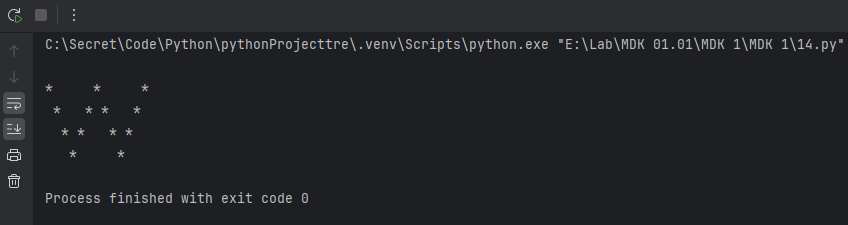 C:\Secret\Code\Python\pythonProjecttre\.venv\Scripts\python.exe "E:\Lab\MDK 01.01\MDK 1\MDK 1\14.py"
*     *     *
 *   * *   *
  * *   * *
   *     *
Process finished with exit code 0